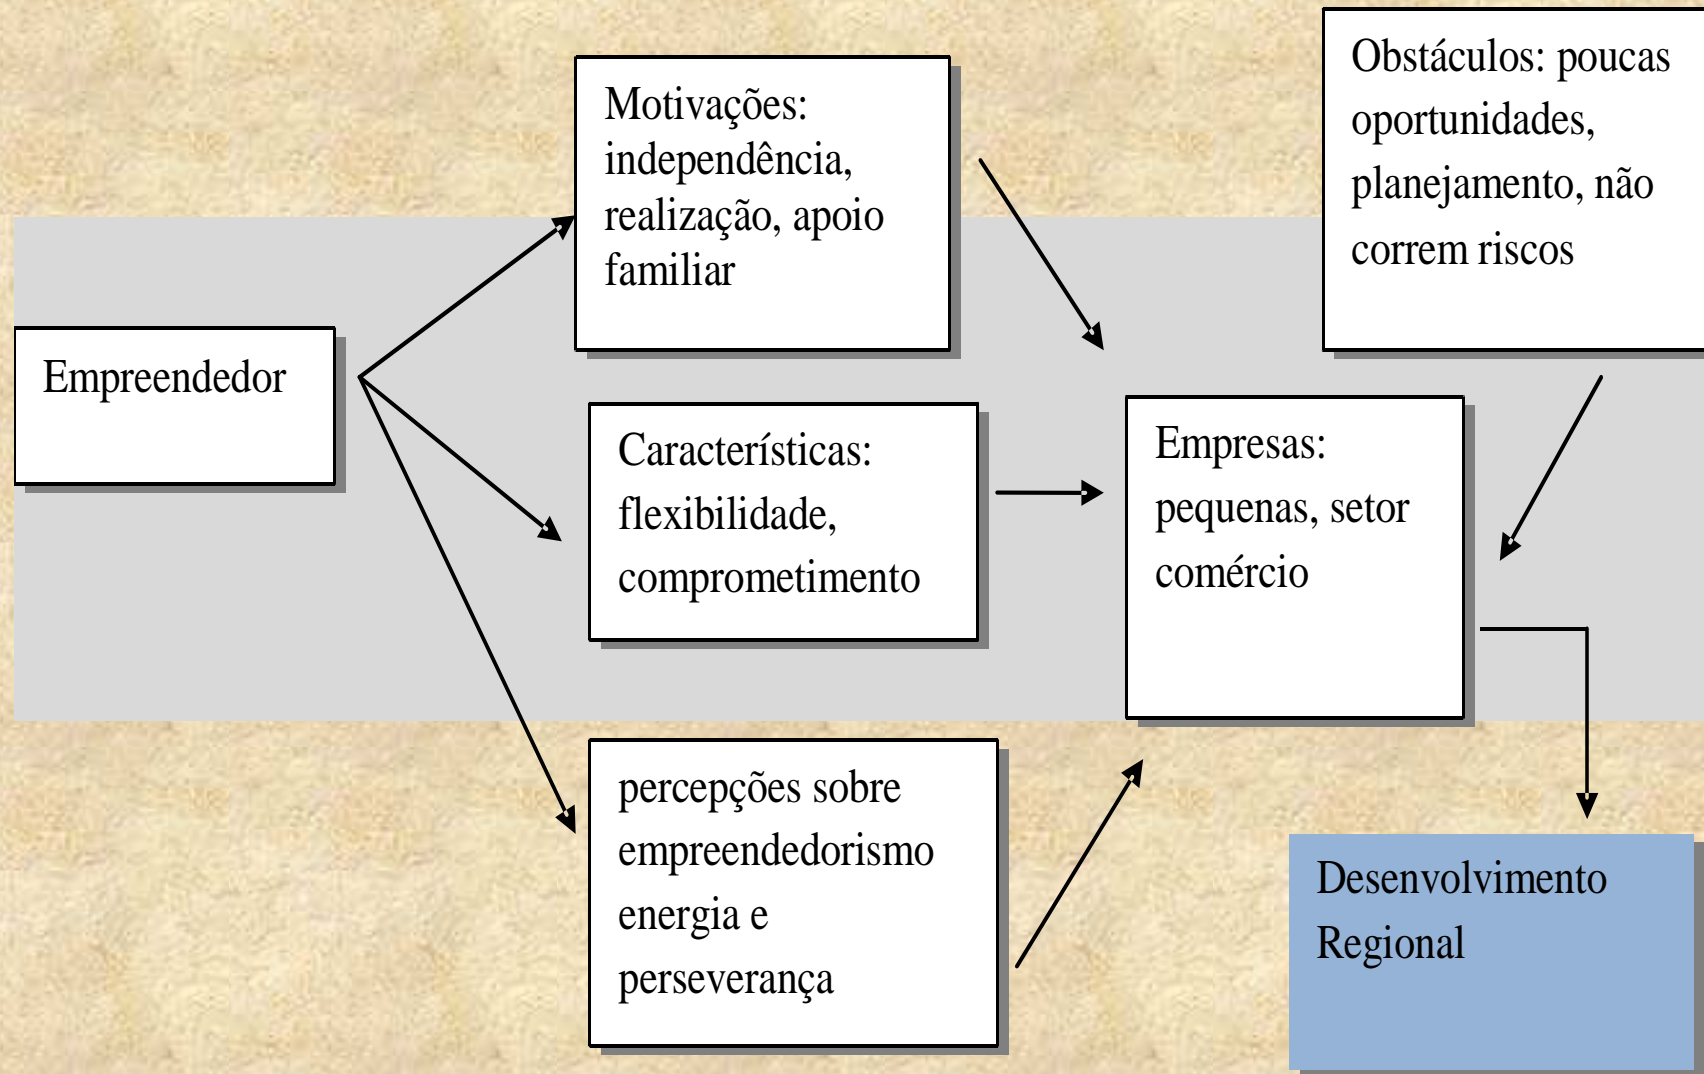 Empreendedor
Motivações:
independência,
realização, apoio
familiar
Características:
flexibilidade,
comprometimento
percepções sobre
empreendedorismo
energia e
perseverança
Obstáculos: poucas
oportunidades,
planejamento, não
correm riscos
Empresas:
pequenas, setor
comércio
Desenvolvimento
Regional